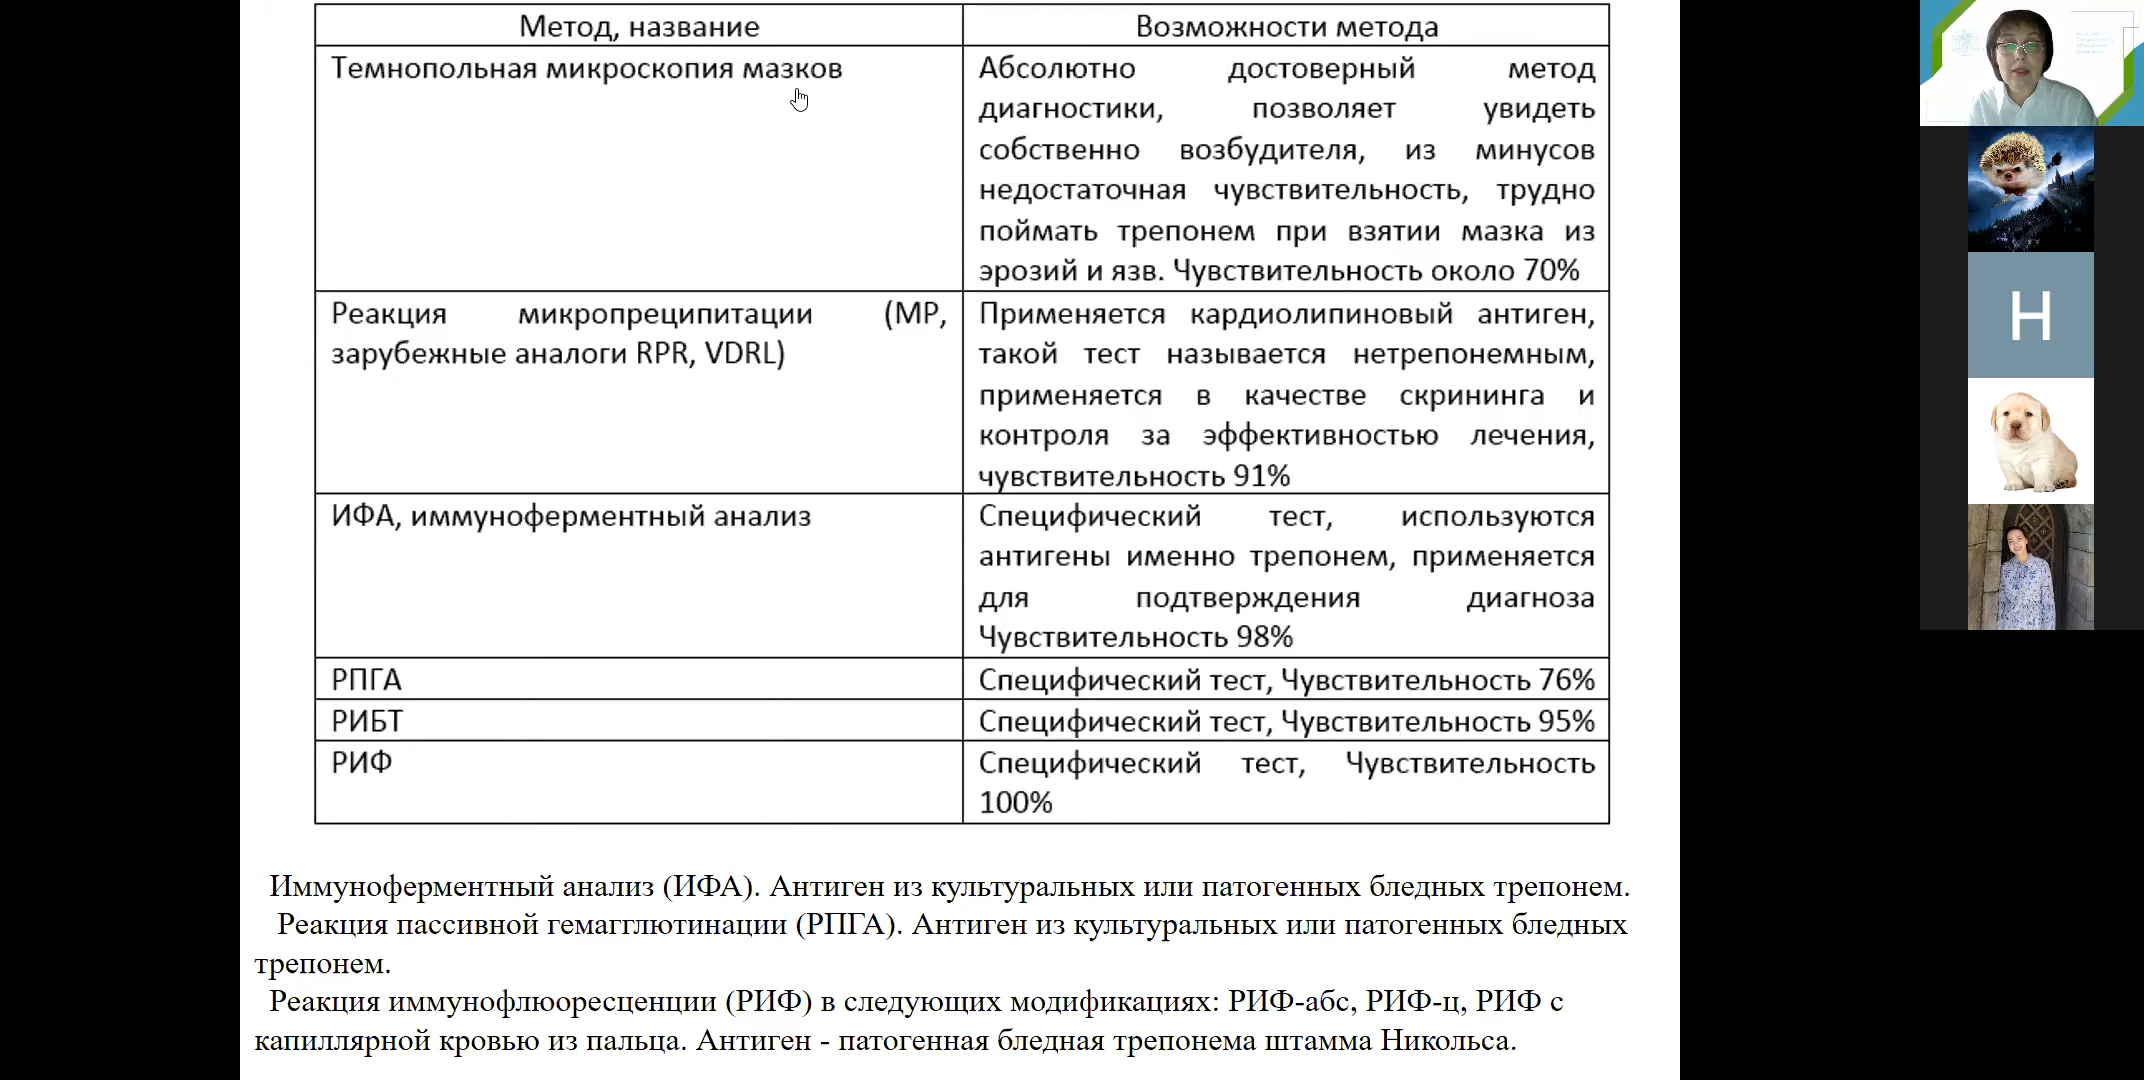 Метод, название
Возможности метода
Темнопольная микроскопия мазков
Абсолютно достоверный метод
диагностики, позволяет увидеть
собственно возбудителя, из минусов
недостаточная чувствительность, трудно
поймать трепонем при взятии мазка из
эрозий и язв. Чувствительность около 70%
Реакция микропреципитации (МР,
зарубежные аналоги RPR, VDRL)
Применяется кардиолипиновый антиген,
такой тест называется нетрепонемным,
применяется в качестве скрининга и
контроля за эффективностью лечения,
чувствительность 91%
ИФА, иммуноферментный анализ
Специфический тест, используются
антигены именно трепонем, применяется
для подтверждения диагноза
Чувствительность 98%
РПГА
Специфический тест, Чувствительность 76%
РИБТ
Специфический тест, Чувствительность 95%
РИФ
Специфический тест, Чувствительность
100%
Иммуноферментный анализ (ИФА). Антиген из культуральных или патогенных бледных трепонем.
Реакция пассивной гемагглютинации (РПГА). Антиген из культуральных или патогенных бледных
трепонем.
Реакция иммунофлюоресценции (РИФ) в следующих модификациях: РИФ-абс, РИФ-ц, РИФ с
капиллярной кровью из пальца. Антиген - патогенная бледная трепонема штамма Никольса.
Н